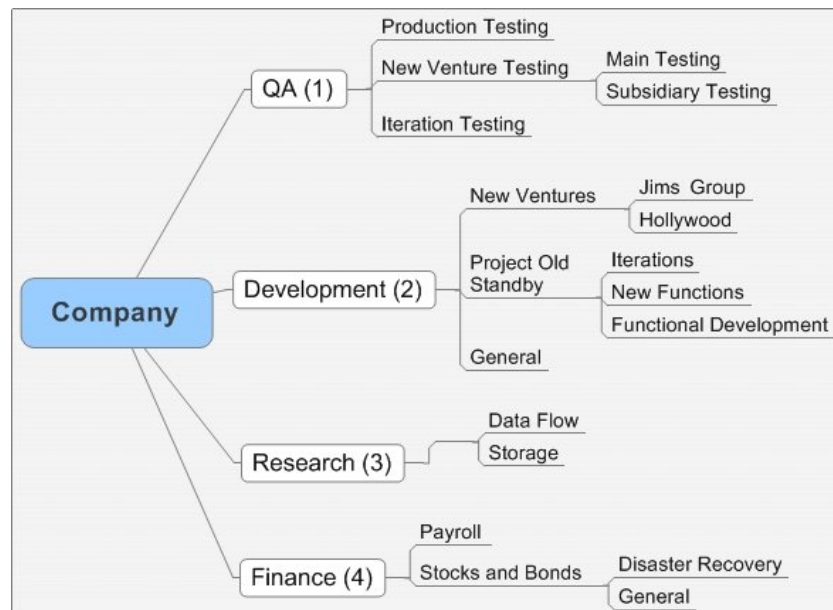 Production Testing
New Venture Testing
Main Testing
Subsidiary Testing
QA (1)
Iteration Testing
New Ventures
Jims Group
Hollywood
Project Old
Standby
Iterations
New Functions
Functional Development
Development (2)
Company
General
Data Flow
Storage
Research (3)
Payroll
Stocks and Bonds
Disaster Recovery
General
Finance (4)